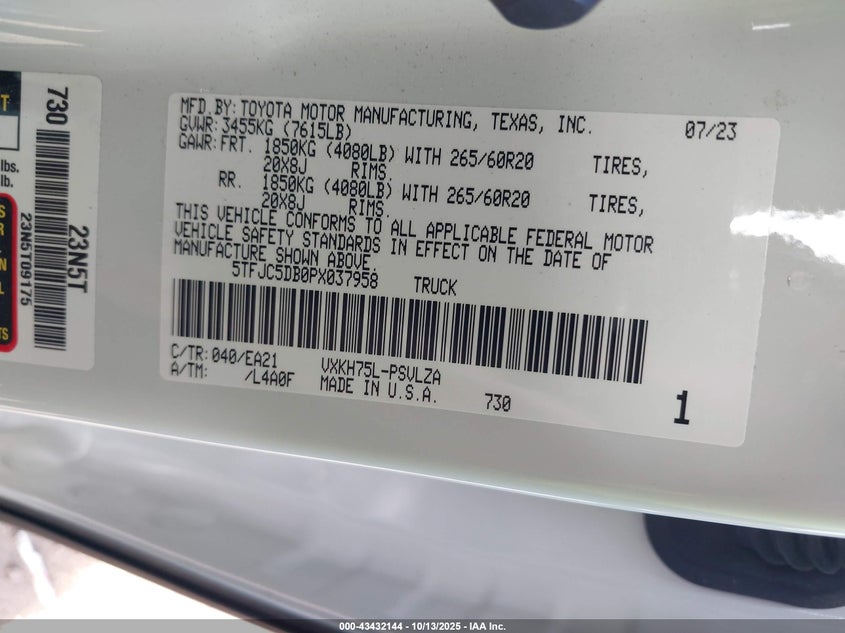 MFD.BY: TOYOTA MOTOR MANUFACTURING, TEXAS, INC. 07/23
GVWR: 3455KG (7615LB)
GAWR: FRT. 1850KG (4080LB) WITH 265/60R20 TIRES,
20X8J RIMS.
RR. 1850KG (4080LB) WITH 265/60R20 TIRES,
20X8J RIMS.
THIS VEHICLE CONFORMS TO ALL APPLICABLE FEDERAL MOTOR
VEHICLE SAFETY STANDARDS IN EFFECT ON THE DATE OF
MANUFACTURE SHOWN ABOVE.
5TFJC5DB0PX037958 TRUCK
C/TR: 040/EA21 VXKH75L-PSVLZA
A/TM: /L4A0F MADE IN U.S.A. 730 1
730
23N5T
23N5T09175
T
lbs.
lb.
S
R
N
L
TS
000-43432144 - 10/13/2025 - IAA Inc.